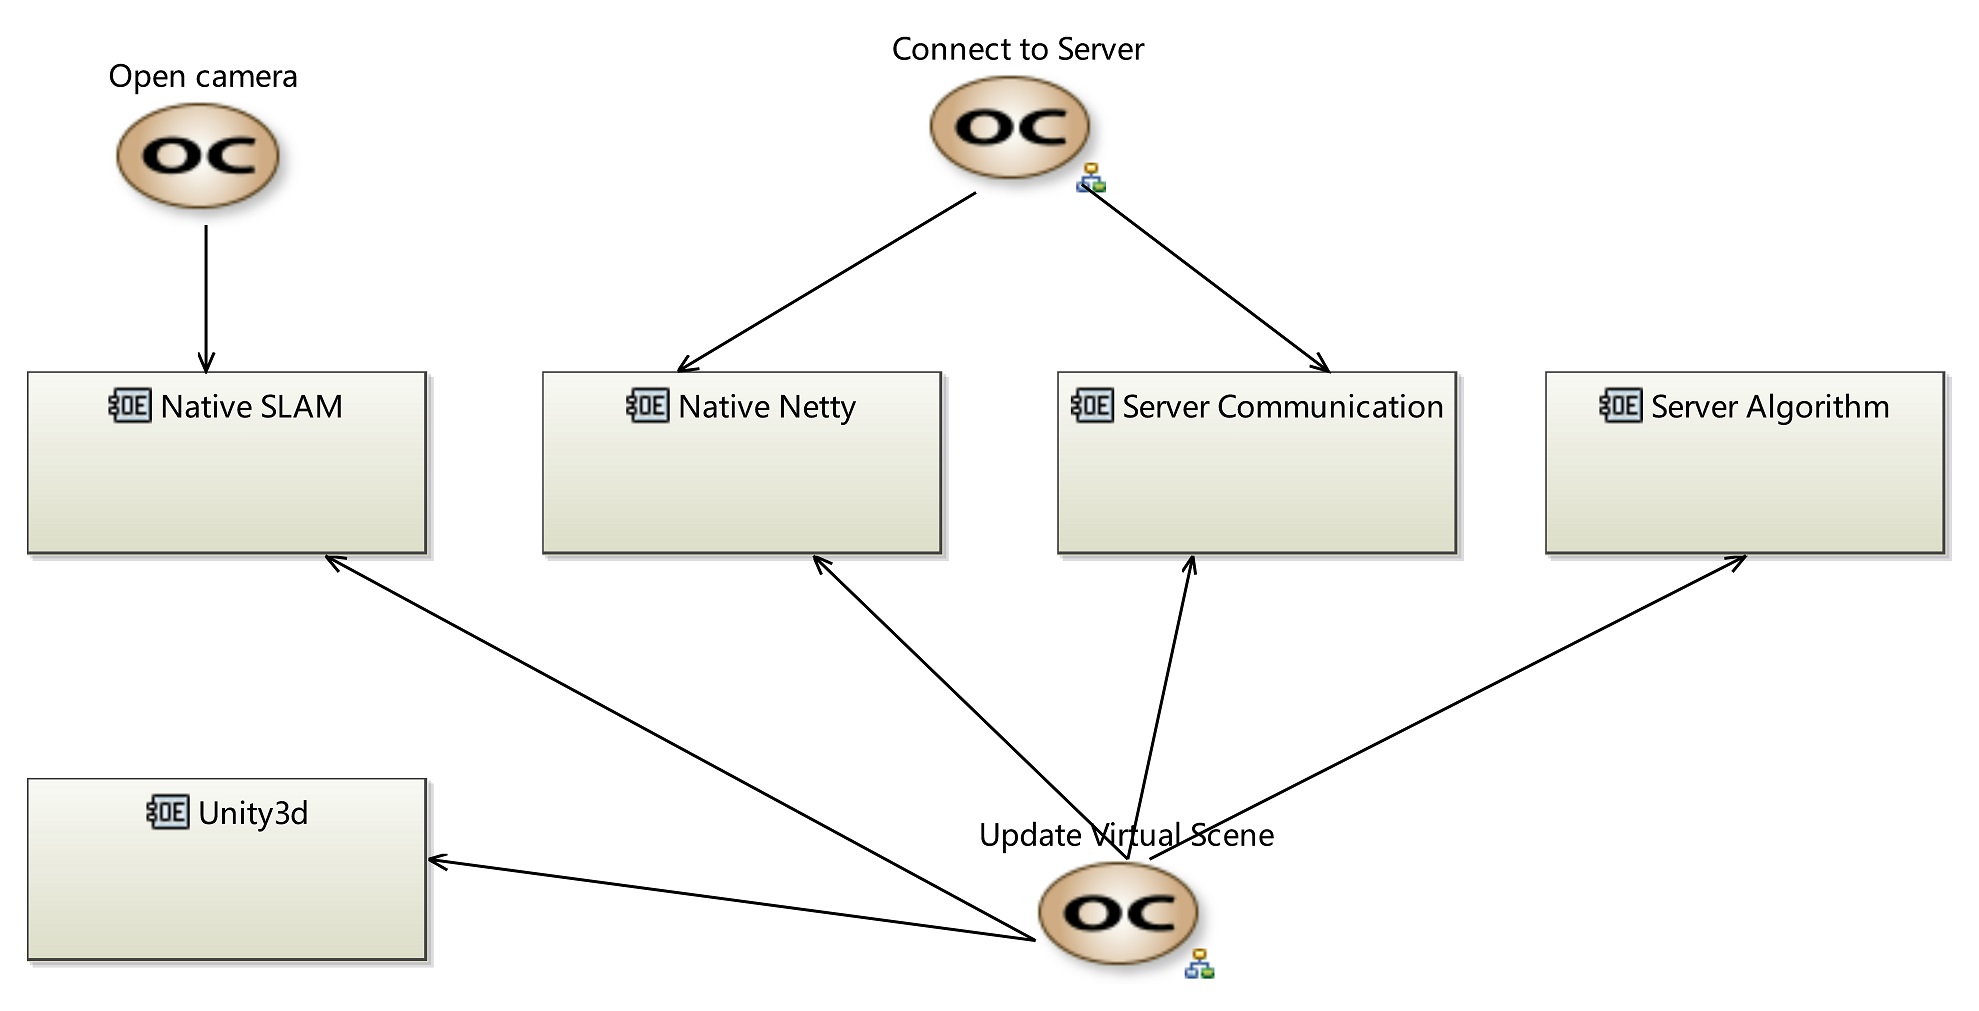 Connect to Server
Open camera
OC
OC
OE Native SLAM
OE Native Netty
OE Server Communication
OE Server Algorithm
OE Unity3d
Update Virtual Scene
OC